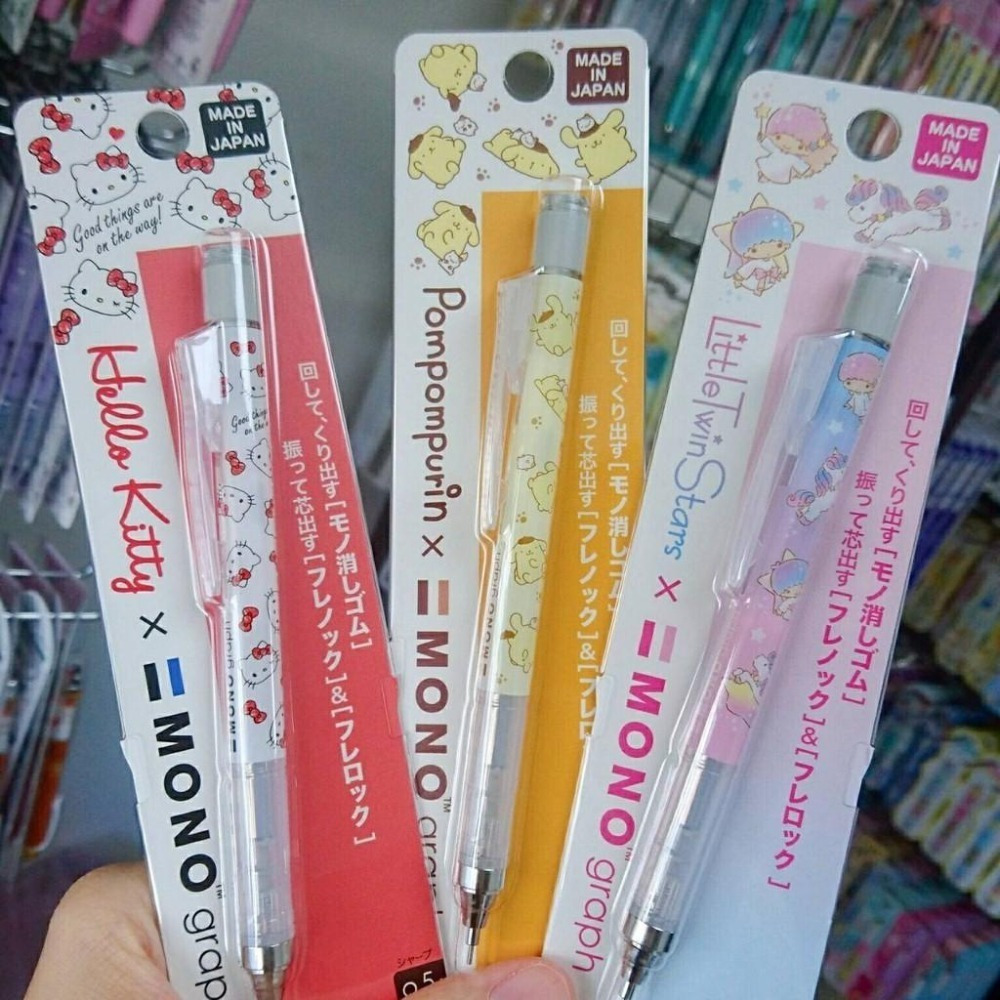 MADE
IN
JAPAN
Good things are
on the way!
Hello Kitty
×
MONO graph
回して、くり出す[モノ消しゴム]
振って芯出す[フレノック]&[フレロック]
MONO graph
MADE
IN
JAPAN
Pompompurin
×
MONO™ graph
回して、くり出す[モノ消しゴム]
振って芯出す[フレノック]&[フレロック]
MONO graph
シャープ
0.5
MADE
IN
JAPAN
LittleTwinStars
×
MONO™ graph
回して、くり出す[モノ消しゴム]
振って芯出す[フレノック]&[フレロック]